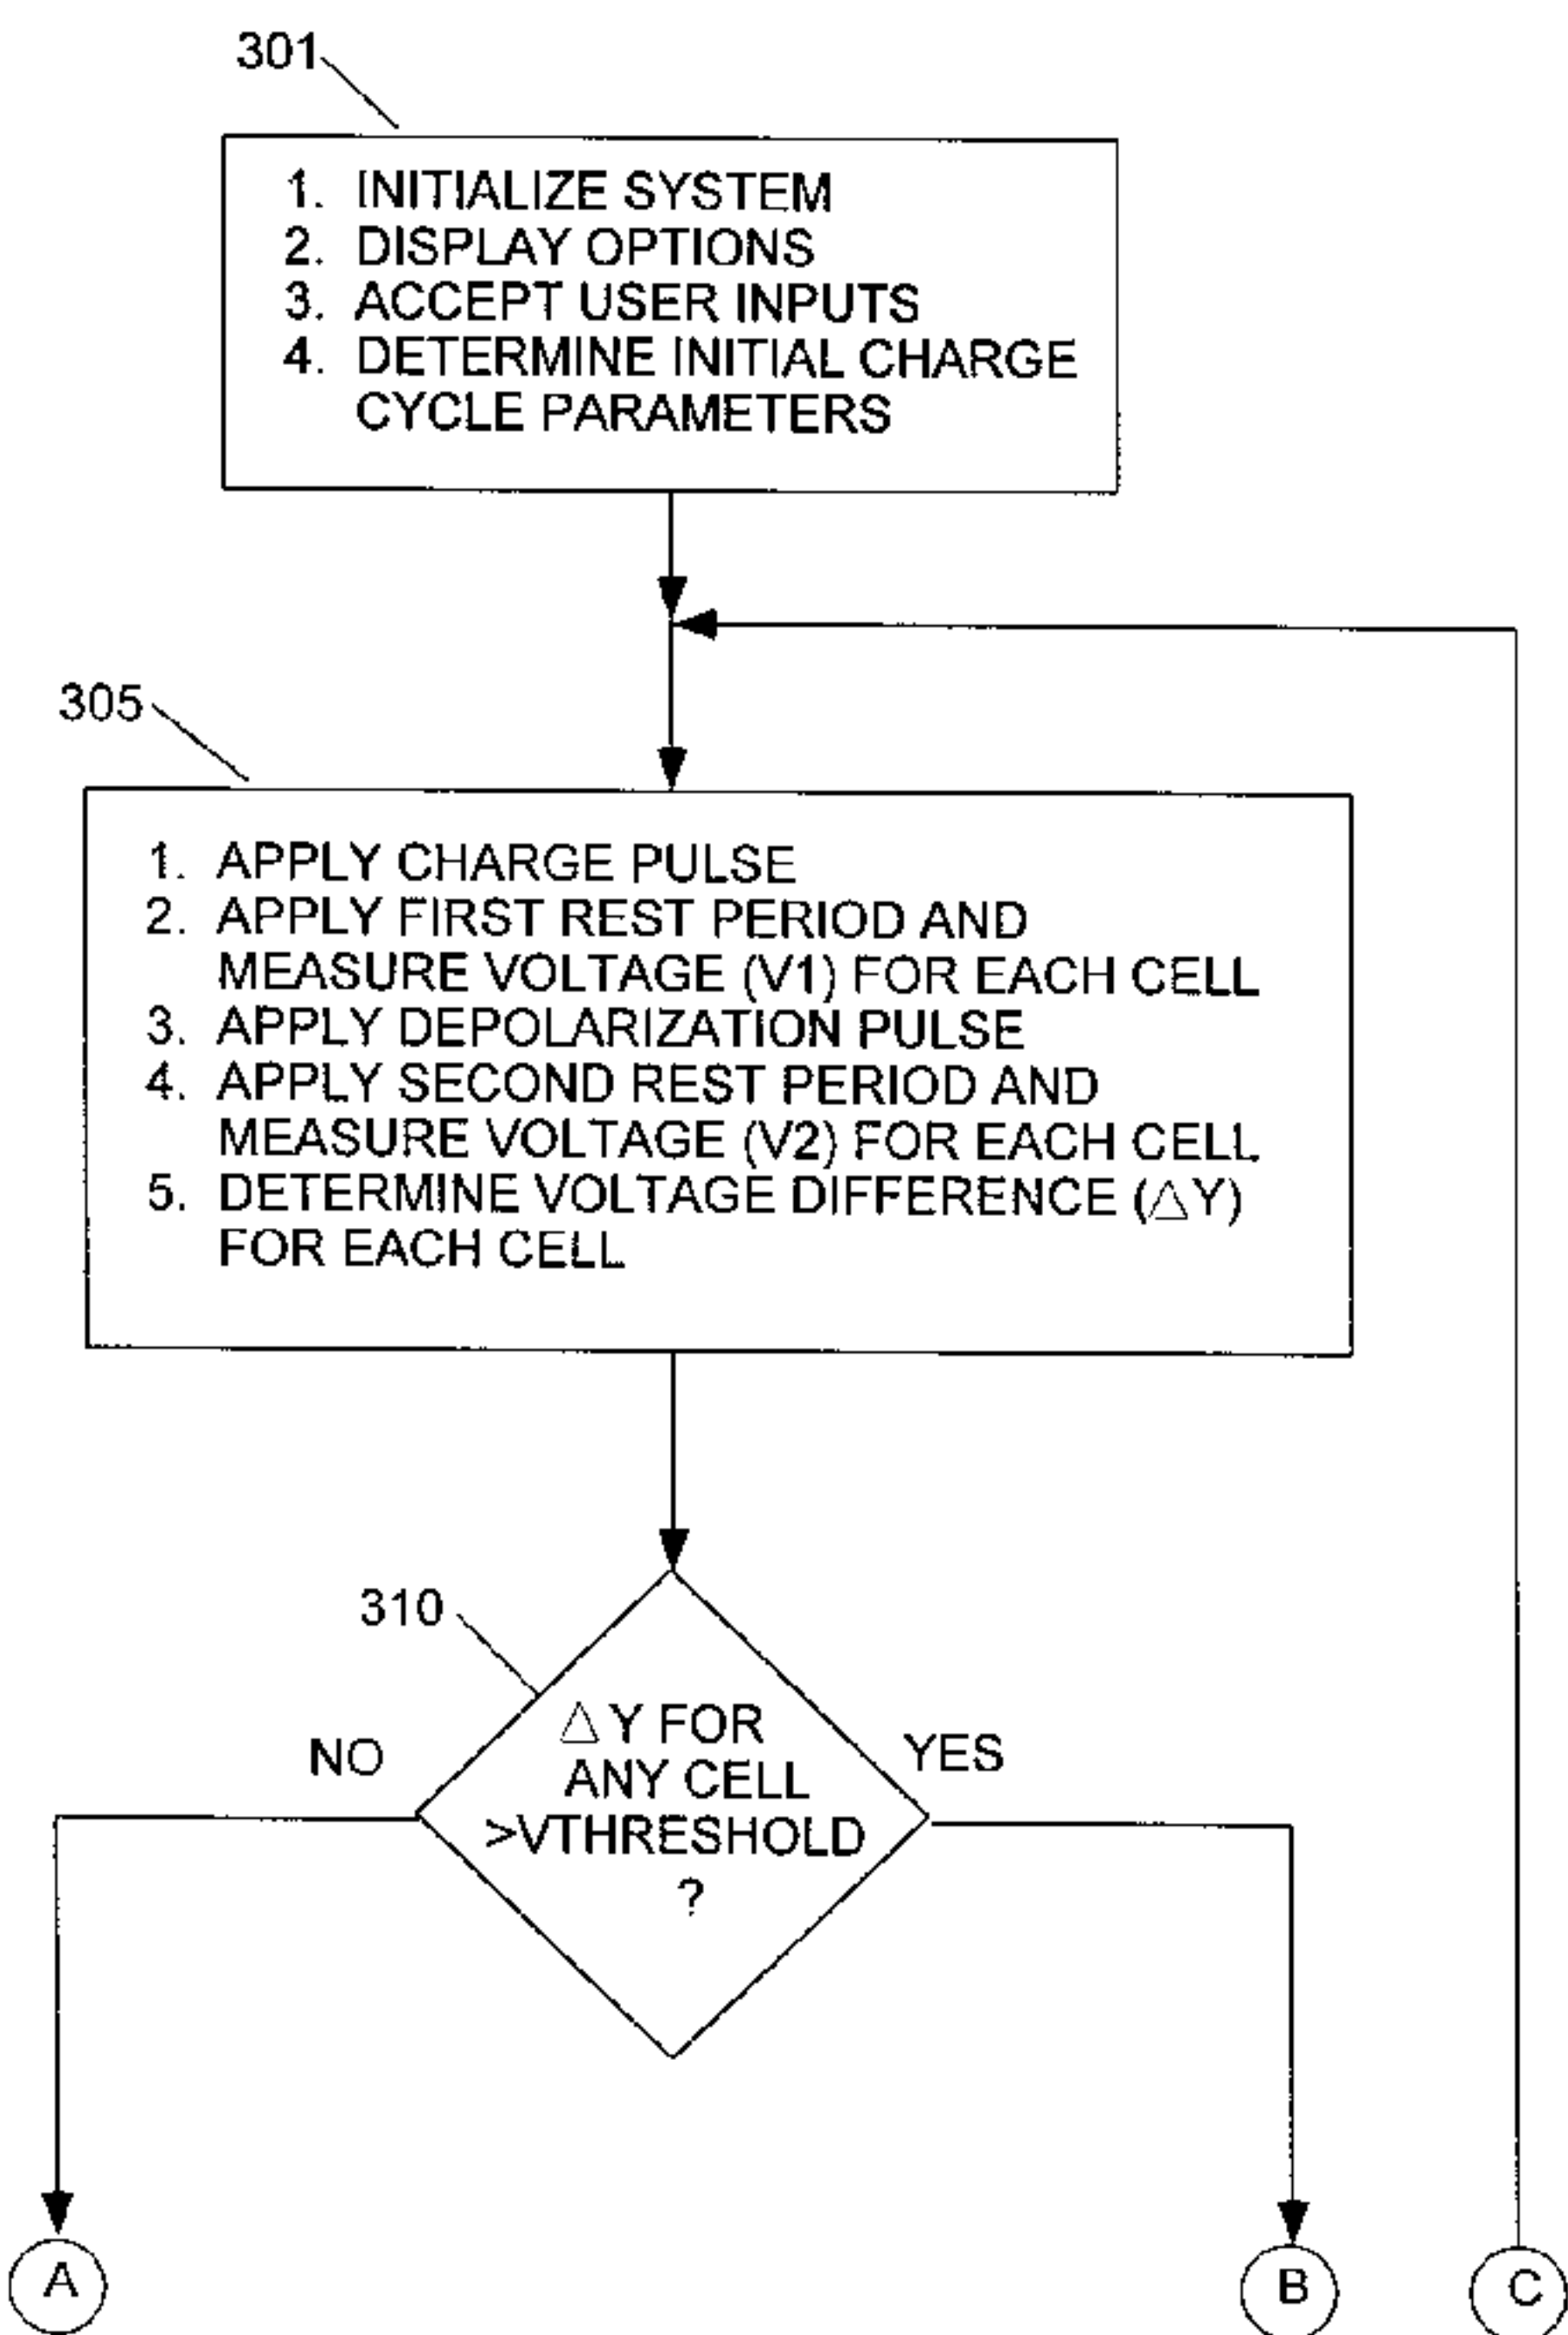 301
1. INITIALIZE SYSTEM
2. DISPLAY OPTIONS
3. ACCEPT USER INPUTS
4. DETERMINE INITIAL CHARGE
CYCLE PARAMETERS
305
1. APPLY CHARGE PULSE
2. APPLY FIRST REST PERIOD AND
MEASURE VOLTAGE (V1) FOR EACH CELL
3. APPLY DEPOLARIZATION PULSE
4. APPLY SECOND REST PERIOD AND
MEASURE VOLTAGE (V2) FOR EACH CELL
5. DETERMINE VOLTAGE DIFFERENCE (△Y)
FOR EACH CELL
310
△Y FOR
ANY CELL
>VTHRESHOLD
?
NO
YES
A
B
C